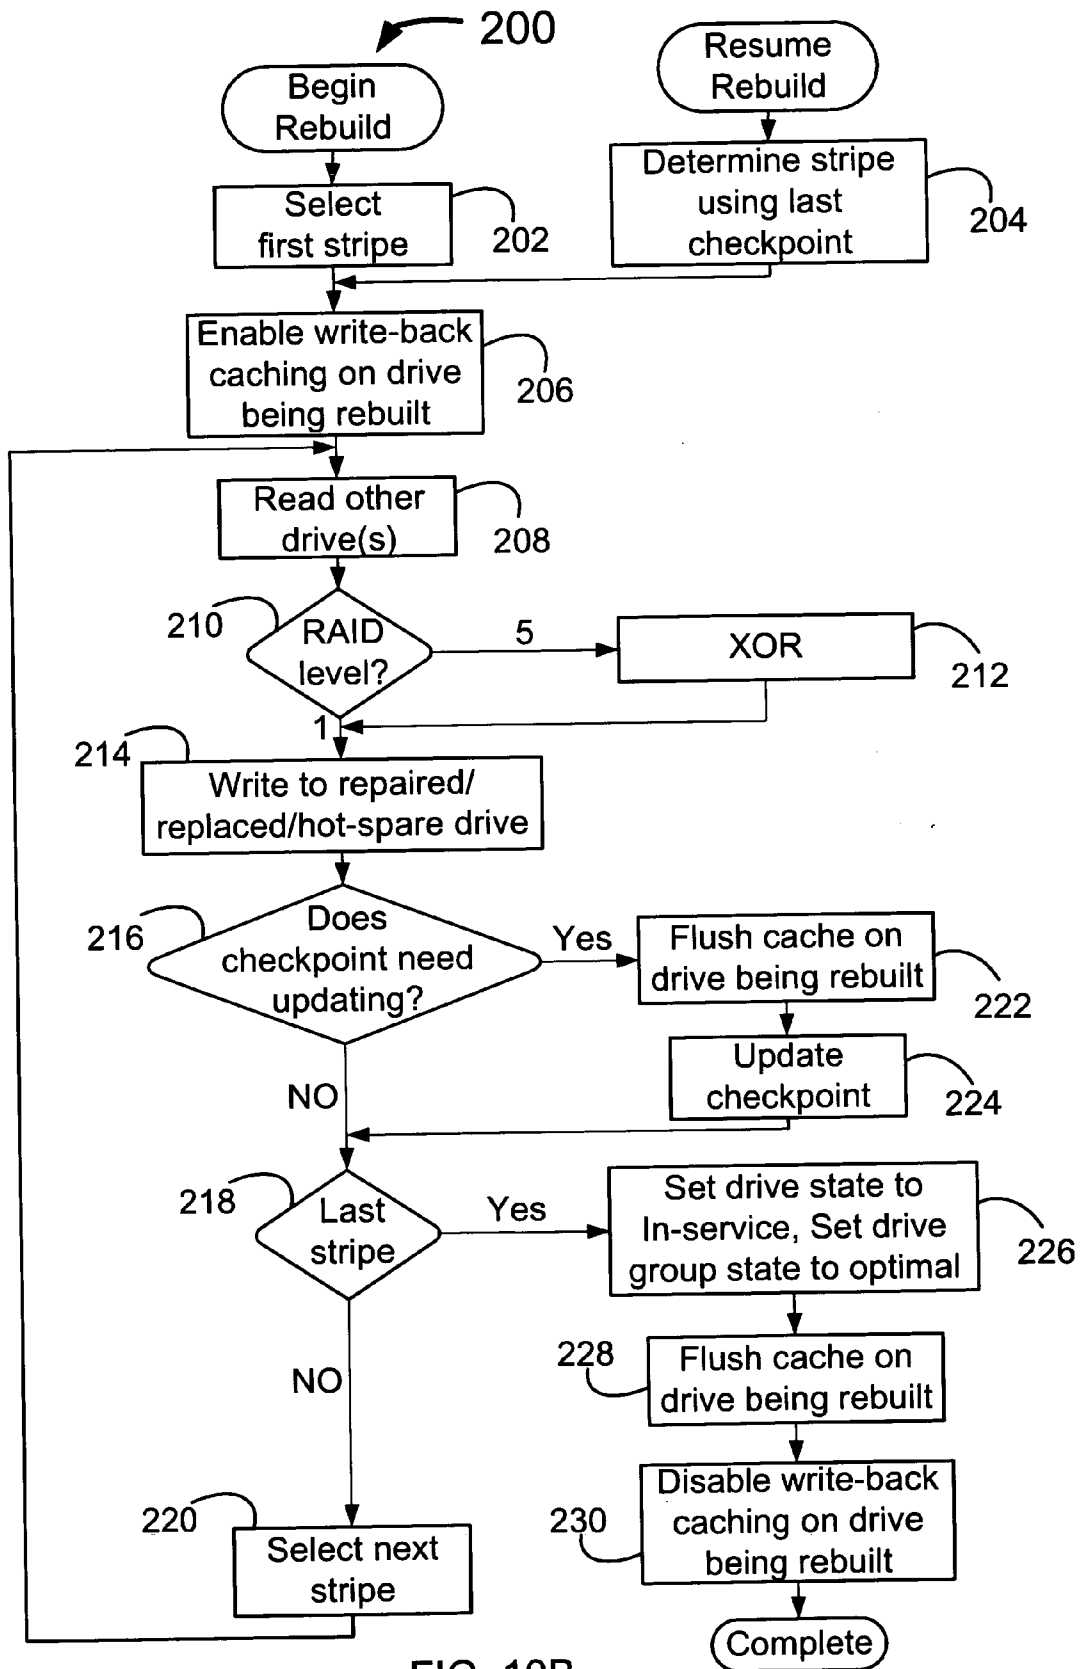 200
Begin
Rebuild
Resume
Rebuild
Select
first stripe
202
Determine stripe
using last
checkpoint
204
Enable write-back
caching on drive
being rebuilt
206
Read other
drive(s)
208
210
RAID
level?
5
XOR
212
1
214
Write to repaired/
replaced/hot-spare drive
216
Does
checkpoint need
updating?
Yes
Flush cache on
drive being rebuilt
222
Update
checkpoint
224
NO
218
Last
stripe
Yes
Set drive state to
In-service, Set drive
group state to optimal
226
NO
228
Flush cache on
drive being rebuilt
220
Select next
stripe
230
Disable write-back
caching on drive
being rebuilt
Complete
FIG. 10B